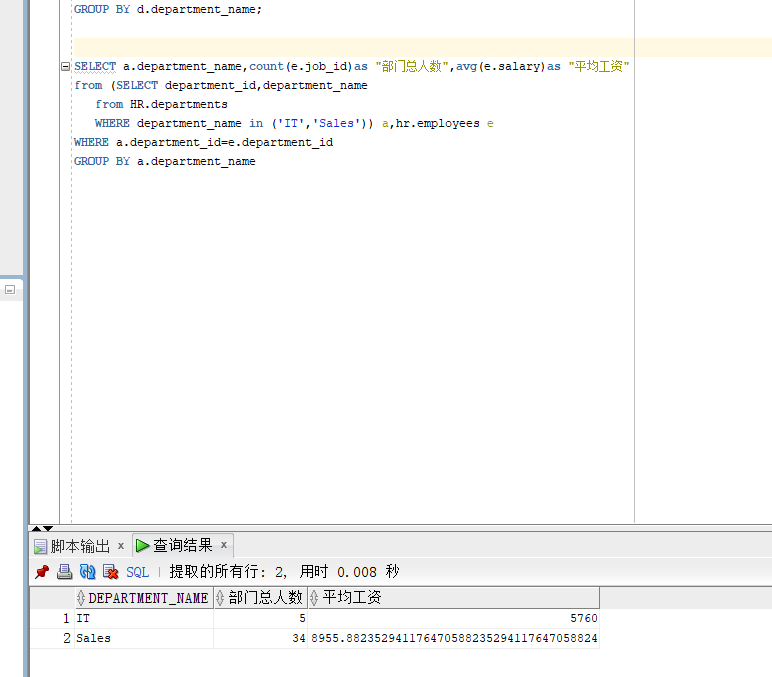 GROUP BY d.department_name;
SELECT a.department_name,count(e.job_id)as "部门总人数",avg(e.salary)as "平均工资"
from (SELECT department_id,department_name
from HR.departments
WHERE department_name in ('IT','Sales')) a,hr.employees e
WHERE a.department_id=e.department_id
GROUP BY a.department_name
脚本输出 x 查询结果 x
SQL | 提取的所有行: 2, 用时 0.008 秒
DEPARTMENT_NAME 部门总人数 平均工资
1 IT 5 5760
2 Sales 34 8955.88235294117647058823529411764705882​4